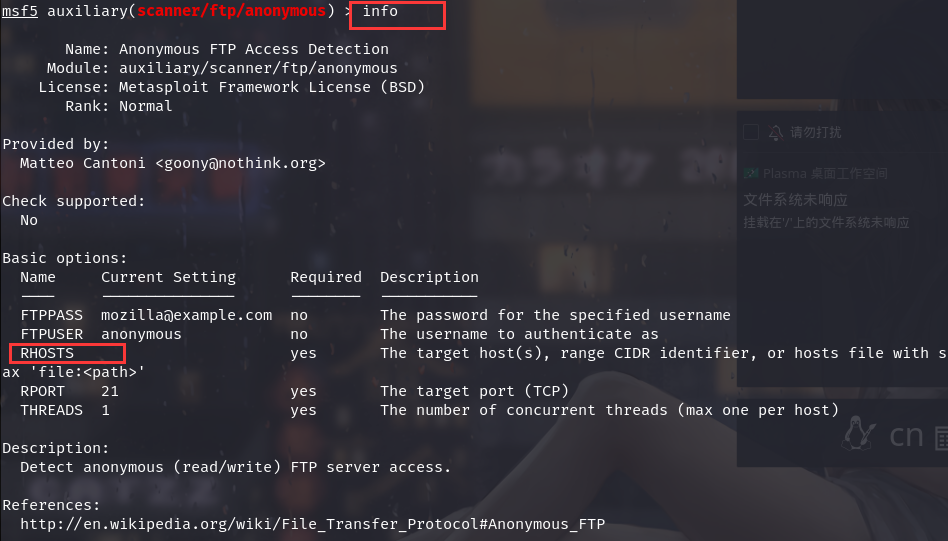 msf5 auxiliary(scanner/ftp/anonymous) > info
Name: Anonymous FTP Access Detection
Module: auxiliary/scanner/ftp/anonymous
License: Metasploit Framework License (BSD)
Rank: Normal
Provided by:
Matteo Cantoni <goony@nothink.org>
Check supported:
No
Basic options:
Name Current Setting Required Description
---- --------------- -------- -----------
FTPPASS mozilla@example.com no The password for the specified username
FTPUSER anonymous no The username to authenticate as
RHOSTS yes The target host(s), range CIDR identifier, or hosts file with s
ax 'file:<path>'
RPORT 21 yes The target port (TCP)
THREADS 1 yes The number of concurrent threads (max one per host)
Description:
Detect anonymous (read/write) FTP server access.
References:
http://en.wikipedia.org/wiki/File_Transfer_Protocol#Anonymous_FTP
请勿打扰
Plasma 桌面工作空间
文件系统未响应
挂载在'/'上的文件系统未响应
cn
カラオケ